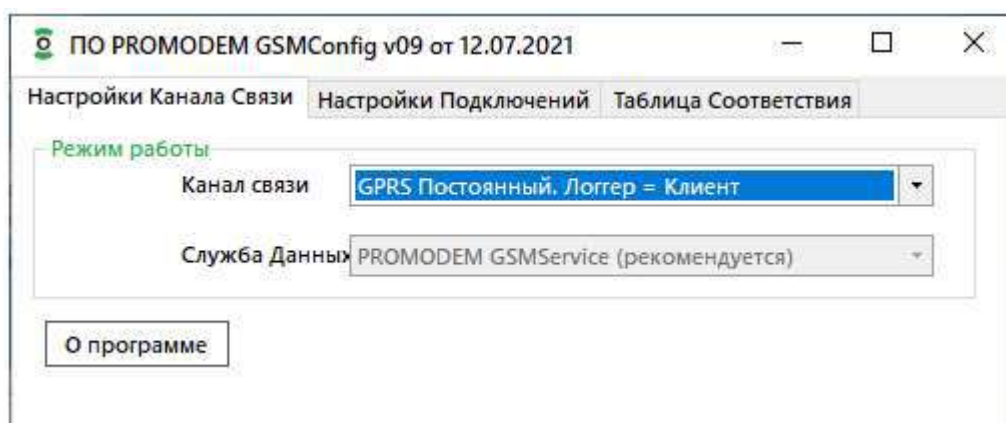 ПО PROMODEM GSMConfig v09 от 12.07.2021
Настройки Канала Связи Настройки Подключений Таблица Соответствия
Режим работы
Канал связи GPRS Постоянный. Логгер = Клиент
Служба Данных PROMODEM GSMService (рекомендуется)
О программе